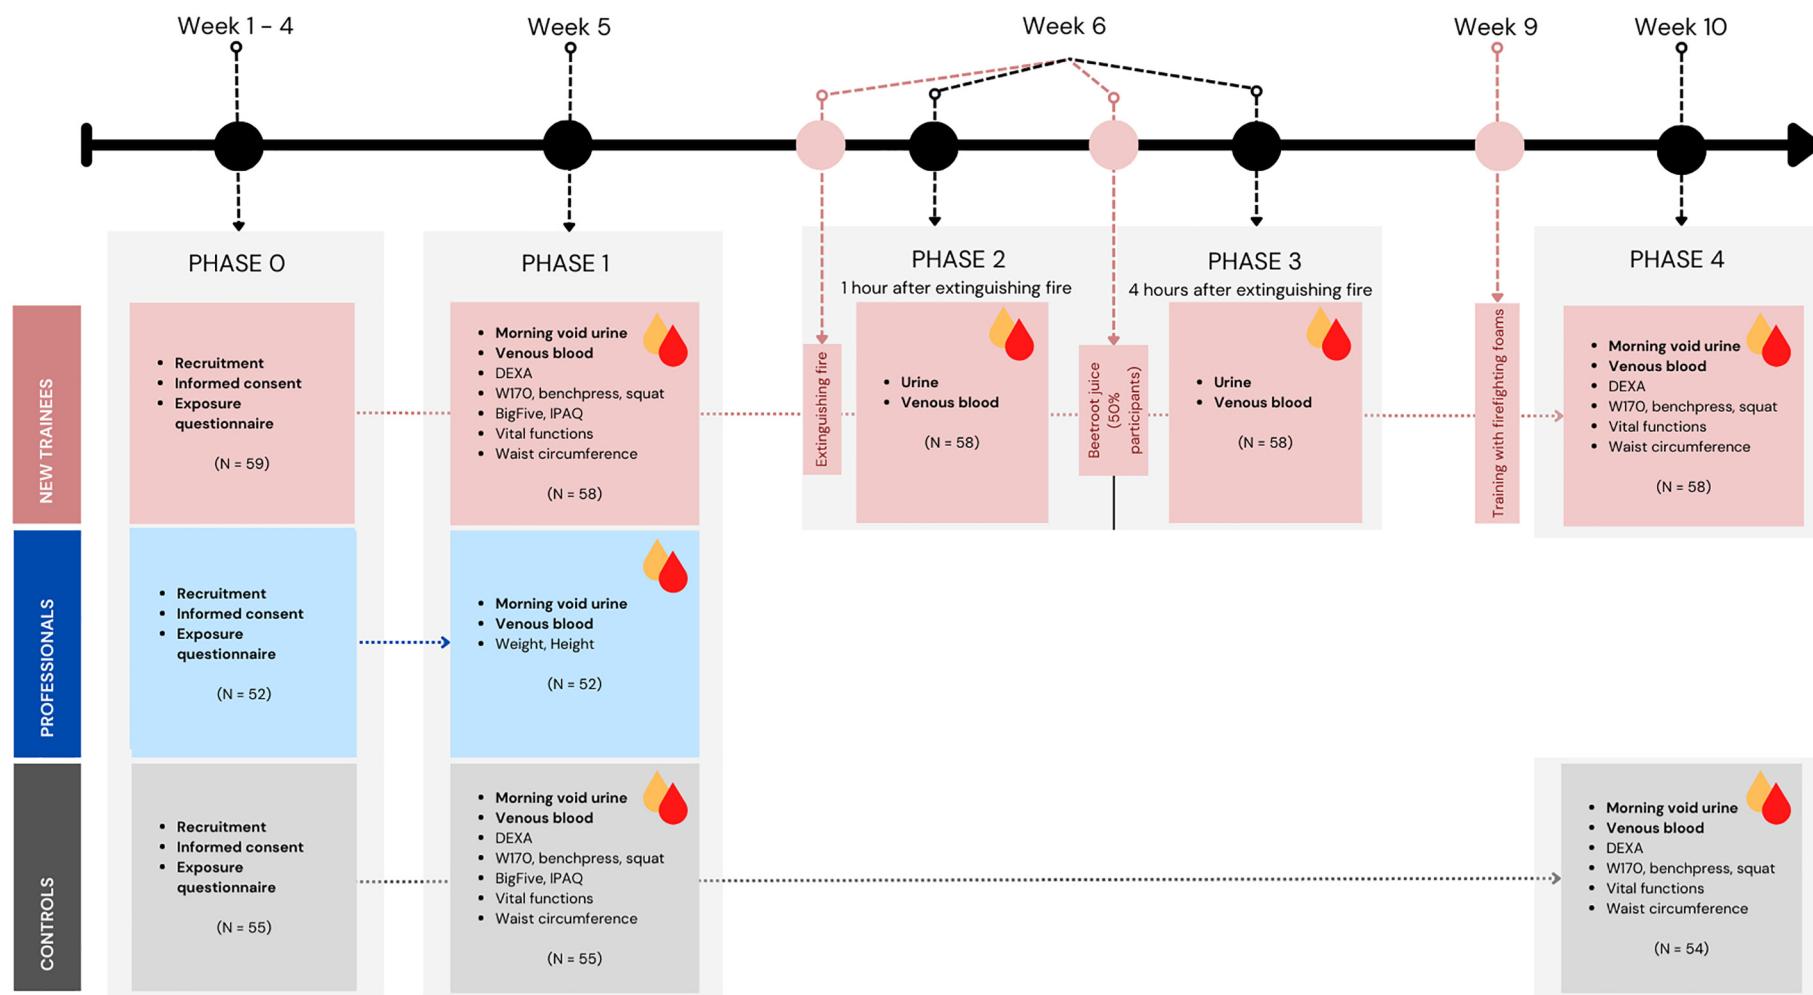 Week 1 - 4
Week 5
Week 6
Week 9
Week 10
PHASE 0
PHASE 1
PHASE 2
1 hour after extinguishing fire
PHASE 3
4 hours after extinguishing fire
PHASE 4
NEW TRAINEES
• Recruitment
• Informed consent
• Exposure
questionnaire
(N = 59)
• Morning void urine
• Venous blood
• DEXA
• W170, benchpress, squat
• BigFive, IPAQ
• Vital functions
• Waist circumference
(N = 58)
Extinguishing fire
• Urine
• Venous blood
(N = 58)
Beetroot juice
(50%
participants)
• Urine
• Venous blood
(N = 58)
Training with firefighting foams
• Morning void urine
• Venous blood
• DEXA
• W170, benchpress, squat
• Vital functions
• Waist circumference
(N = 58)
PROFESSIONALS
• Recruitment
• Informed consent
• Exposure
questionnaire
(N = 52)
• Morning void urine
• Venous blood
• Weight, Height
(N = 52)
CONTROLS
• Recruitment
• Informed consent
• Exposure
questionnaire
(N = 55)
• Morning void urine
• Venous blood
• DEXA
• W170, benchpress, squat
• BigFive, IPAQ
• Vital functions
• Waist circumference
(N = 55)
• Morning void urine
• Venous blood
• DEXA
• W170, benchpress, squat
• Vital functions
• Waist circumference
(N = 54)